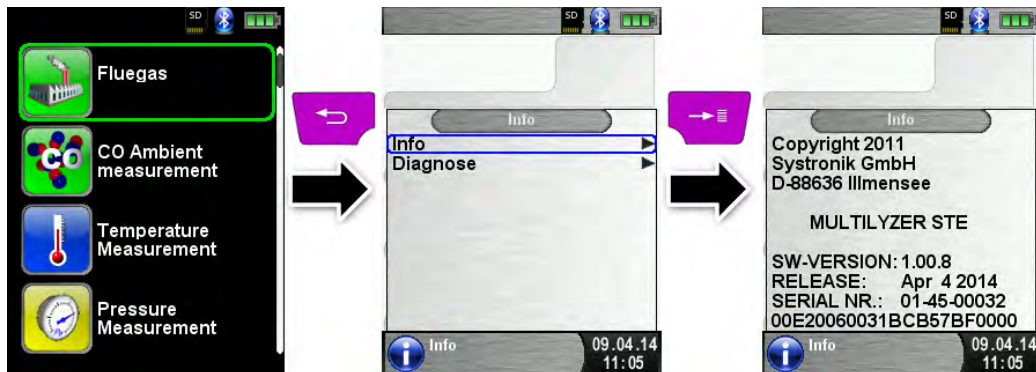 SD
Fluegas
CO
CO Ambient
measurement
Temperature
Measurement
Pa
Pressure
Measurement
SD
Info
Info
Diagnose
Info
09.04.14
11:05
SD
Info
Copyright 2011
Systronik GmbH
D-88636 Illmensee
MULTILYZER STE
SW-VERSION: 1.00.8
RELEASE: Apr 4 2014
SERIAL NR.: 01-45-00032
00E20060031BCB57BF0000
Info
09.04.14
11:05